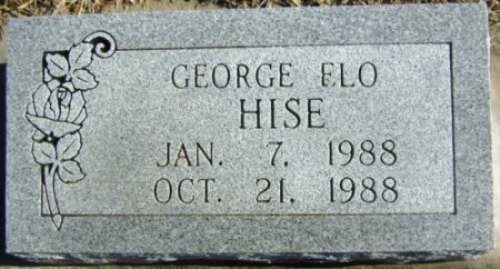 GEORGE ELO
HISE
JAN. 7, 1988
OCT. 21, 1988